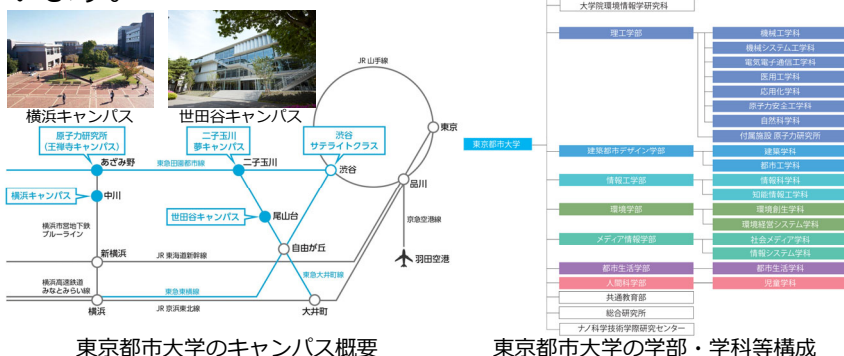 います。
横浜キャンパス
世田谷キャンパス
JR 山手線
原子力研究所
(王禅寺キャンパス)
二子玉川
夢キャンパス
渋谷
サテライトクラス
東京
あざみ野
東急田園都市線
二子玉川
渋谷
品川
横浜キャンパス
中川
世田谷キャンパス
尾山台
横浜市営地下鉄
ブルーライン
京急空港線
自由が丘
新横浜
JR 東海道新幹線
羽田空港
東急大井町線
横浜高速鉄道
みなとみらい線
東急東横線
横浜
JR 京浜東北線
大井町
東京都市大学のキャンパス概要
大学院環境情報学研究科
東京都市大学
理工学部
機械工学科
機械システム工学科
電気電子通信工学科
医用工学科
応用化学科
原子力安全工学科
自然科学科
付属施設 原子力研究所
建築都市デザイン学部
建築学科
都市工学科
情報工学部
情報科学科
知能情報工学科
環境学部
環境創生学科
環境経営システム学科
メディア情報学部
社会メディア学科
情報システム学科
都市生活学部
都市生活学科
人間科学部
児童学科
共通教育部
総合研究所
ナノ科学技術学際研究センター
東京都市大学の学部・学科等構成